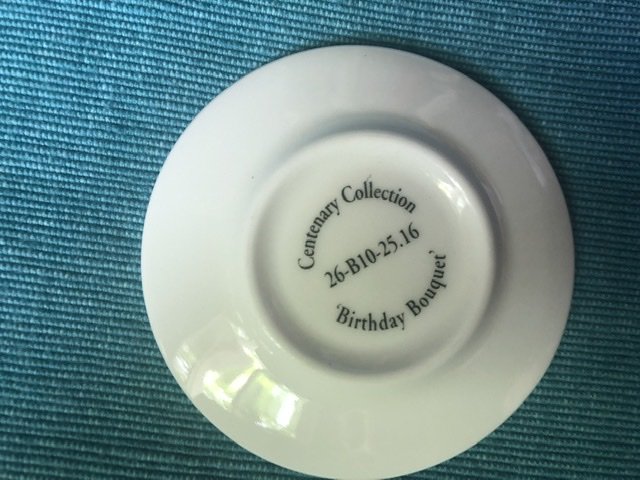 Centenary Collection
26-B10-25.16
'Birthday Bouquet'